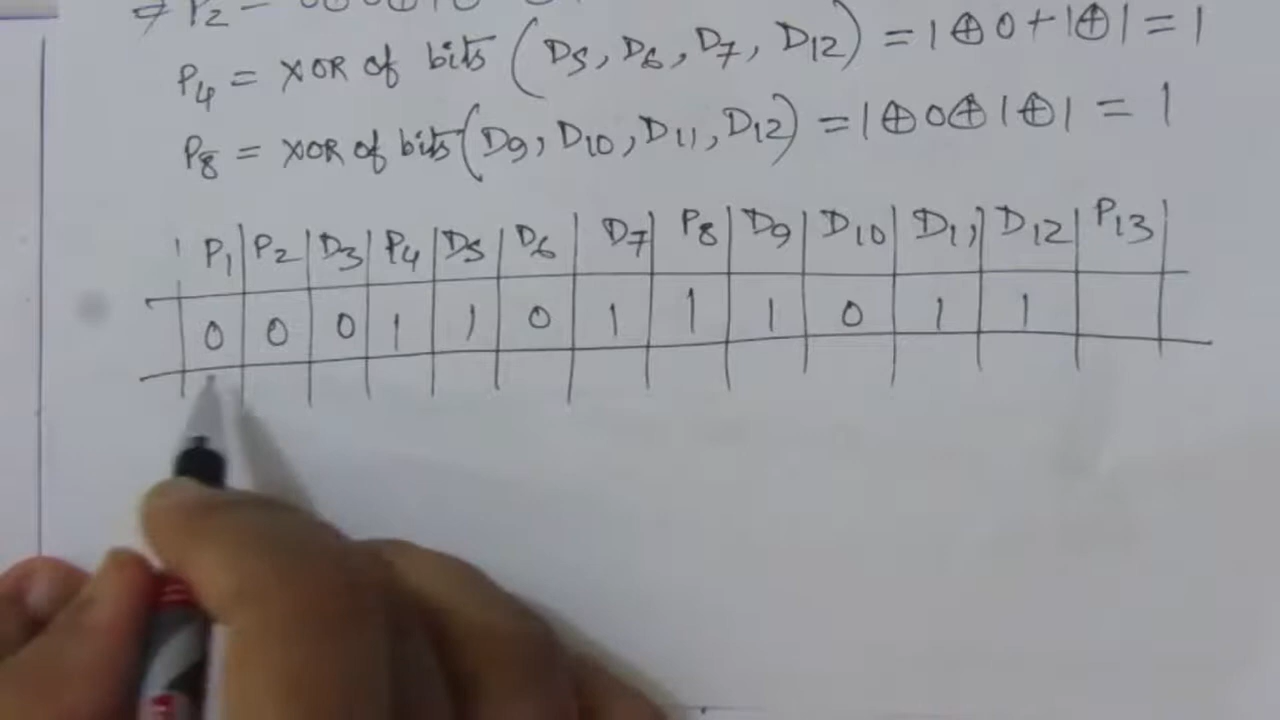 ⇒ P2 =
P4 = XOR of bits (D5, D6, D7, D12) = 1 ⊕ 0 + 1 ⊕ 1 = 1
P8 = XOR of bits (D9, D10, D11, D12) = 1 ⊕ 0 ⊕ 1 ⊕ 1 = 1
P1 P2 D3 P4 D5 D6 D7 P8 D9 D10 D11 D12 P13
0 0 0 1 1 0 1 1 1 0 1 1